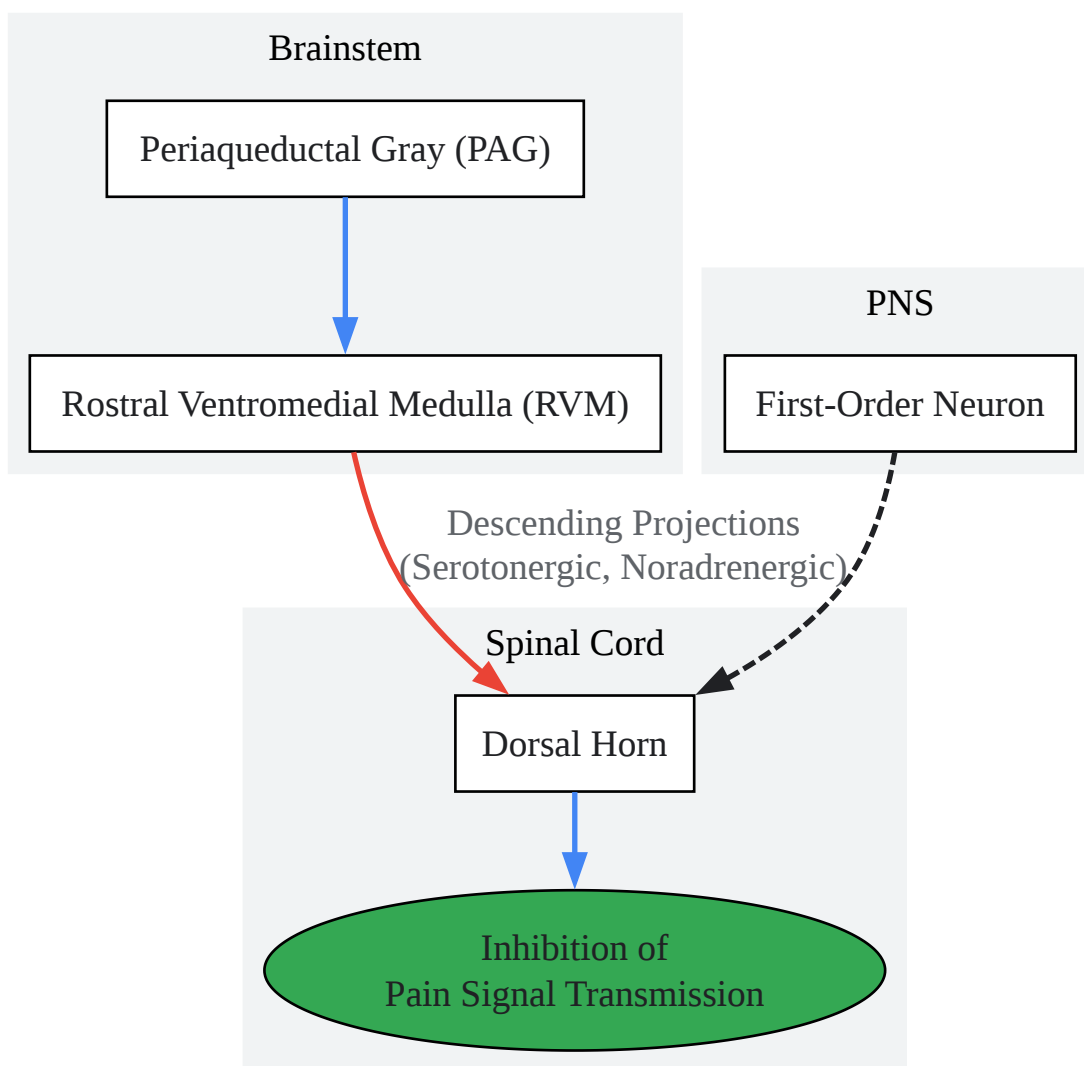 Brainstem
Periaqueductal Gray (PAG)
PNS
Rostral Ventromedial Medulla (RVM)
First-Order Neuron
Descending Projections
(Serotonergic, Noradrenergic)
Spinal Cord
Dorsal Horn
Inhibition of
Pain Signal Transmission